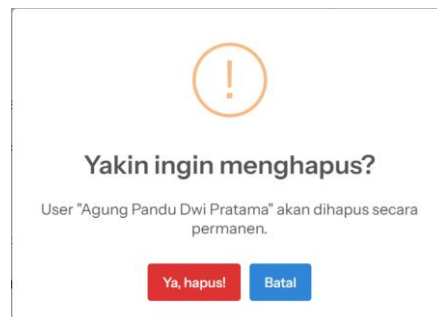 Yakin ingin menghapus?
User "Agung Pandu Dwi Pratama" akan dihapus secara
permanen.
Ya, hapus!
Batal